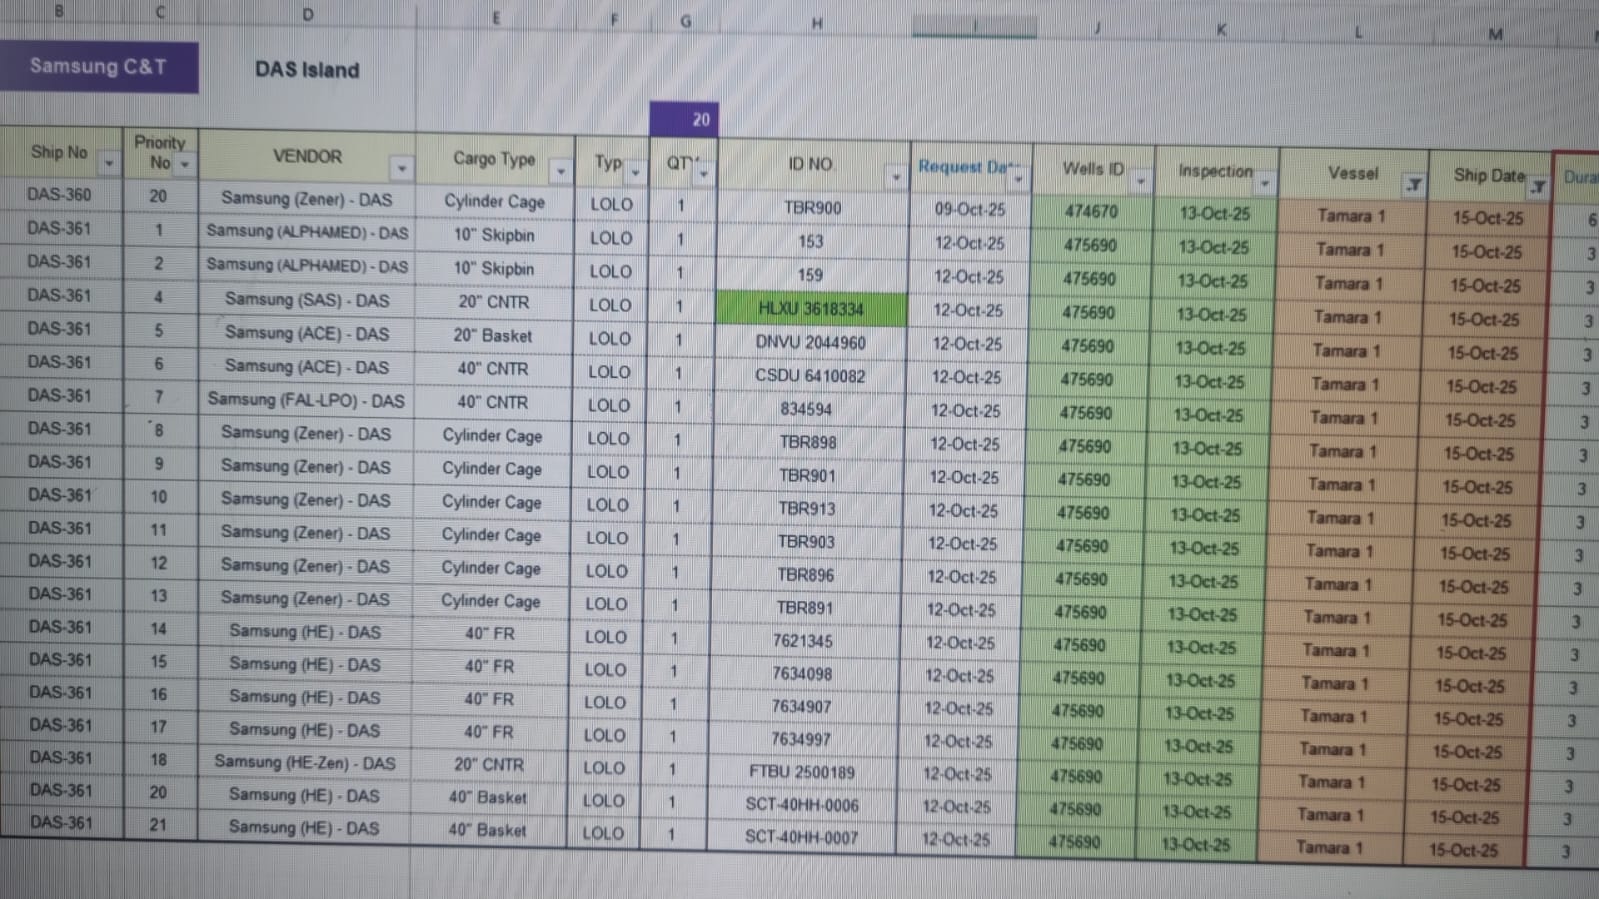 B C D E F G H I J K L M
Samsung C&T DAS Island
20
Ship No Priority No VENDOR Cargo Type Typ QTY ID NO. Request Da Wells ID Inspection Vessel Ship Date Dura
DAS-360 20 Samsung (Zener) - DAS Cylinder Cage LOLO 1 TBR900 09-Oct-25 474670 13-Oct-25 Tamara 1 15-Oct-25 6
DAS-361 1 Samsung (ALPHAMED) - DAS 10" Skipbin LOLO 1 153 12-Oct-25 475690 13-Oct-25 Tamara 1 15-Oct-25 3
DAS-361 2 Samsung (ALPHAMED) - DAS 10" Skipbin LOLO 1 159 12-Oct-25 475690 13-Oct-25 Tamara 1 15-Oct-25 3
DAS-361 4 Samsung (SAS) - DAS 20" CNTR LOLO 1 HLXU 3618334 12-Oct-25 475690 13-Oct-25 Tamara 1 15-Oct-25 3
DAS-361 5 Samsung (ACE) - DAS 20" Basket LOLO 1 DNVU 2044960 12-Oct-25 475690 13-Oct-25 Tamara 1 15-Oct-25 3
DAS-361 6 Samsung (ACE) - DAS 40" CNTR LOLO 1 CSDU 6410082 12-Oct-25 475690 13-Oct-25 Tamara 1 15-Oct-25 3
DAS-361 7 Samsung (FAL-LPO) - DAS 40" CNTR LOLO 1 834594 12-Oct-25 475690 13-Oct-25 Tamara 1 15-Oct-25 3
DAS-361 8 Samsung (Zener) - DAS Cylinder Cage LOLO 1 TBR898 12-Oct-25 475690 13-Oct-25 Tamara 1 15-Oct-25 3
DAS-361 9 Samsung (Zener) - DAS Cylinder Cage LOLO 1 TBR901 12-Oct-25 475690 13-Oct-25 Tamara 1 15-Oct-25 3
DAS-361 10 Samsung (Zener) - DAS Cylinder Cage LOLO 1 TBR913 12-Oct-25 475690 13-Oct-25 Tamara 1 15-Oct-25 3
DAS-361 11 Samsung (Zener) - DAS Cylinder Cage LOLO 1 TBR903 12-Oct-25 475690 13-Oct-25 Tamara 1 15-Oct-25 3
DAS-361 12 Samsung (Zener) - DAS Cylinder Cage LOLO 1 TBR896 12-Oct-25 475690 13-Oct-25 Tamara 1 15-Oct-25 3
DAS-361 13 Samsung (Zener) - DAS Cylinder Cage LOLO 1 TBR891 12-Oct-25 475690 13-Oct-25 Tamara 1 15-Oct-25 3
DAS-361 14 Samsung (HE) - DAS 40" FR LOLO 1 7621345 12-Oct-25 475690 13-Oct-25 Tamara 1 15-Oct-25 3
DAS-361 15 Samsung (HE) - DAS 40" FR LOLO 1 7634098 12-Oct-25 475690 13-Oct-25 Tamara 1 15-Oct-25 3
DAS-361 16 Samsung (HE) - DAS 40" FR LOLO 1 7634907 12-Oct-25 475690 13-Oct-25 Tamara 1 15-Oct-25 3
DAS-361 17 Samsung (HE) - DAS 40" FR LOLO 1 7634997 12-Oct-25 475690 13-Oct-25 Tamara 1 15-Oct-25 3
DAS-361 18 Samsung (HE-Zen) - DAS 20" CNTR LOLO 1 FTBU 2500189 12-Oct-25 475690 13-Oct-25 Tamara 1 15-Oct-25 3
DAS-361 20 Samsung (HE) - DAS 40" Basket LOLO 1 SCT-40HH-0006 12-Oct-25 475690 13-Oct-25 Tamara 1 15-Oct-25 3
DAS-361 21 Samsung (HE) - DAS 40" Basket LOLO 1 SCT-40HH-0007 12-Oct-25 475690 13-Oct-25 Tamara 1 15-Oct-25 3